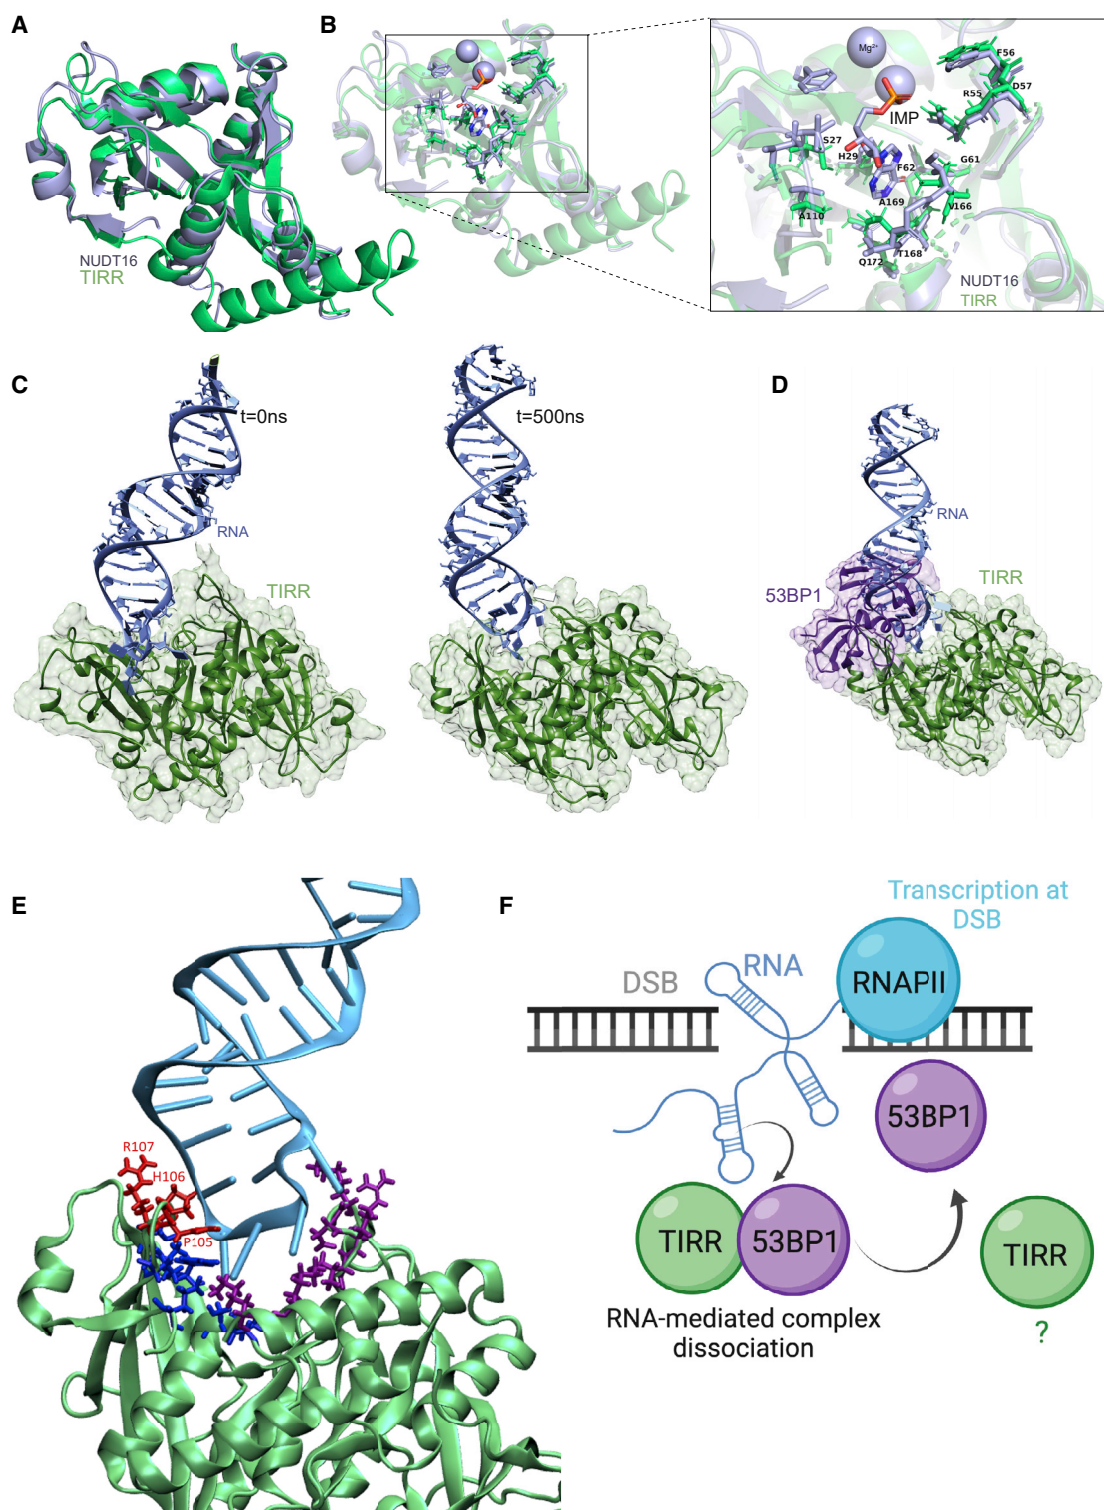 A
NUDT16
TIRR
B
Mg²⁺
F56
D57
R55
IMP
S27
H29
F62
G61
A169
V166
A110
T168
Q172
NUDT16
TIRR
C
t=0ns
RNA
TIRR
t=500ns
D
RNA
53BP1
TIRR
E
R107
H106
P105
F
Transcription at
DSB
DSB
RNA
RNAPII
53BP1
TIRR
53BP1
TIRR
RNA-mediated complex
dissociation
?